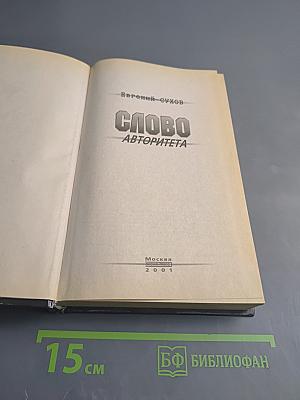 Евгений СУХОВ
СЛОВО
АВТОРИТЕТА
Москва
2001
15 см
БФ БИБЛИОФАН